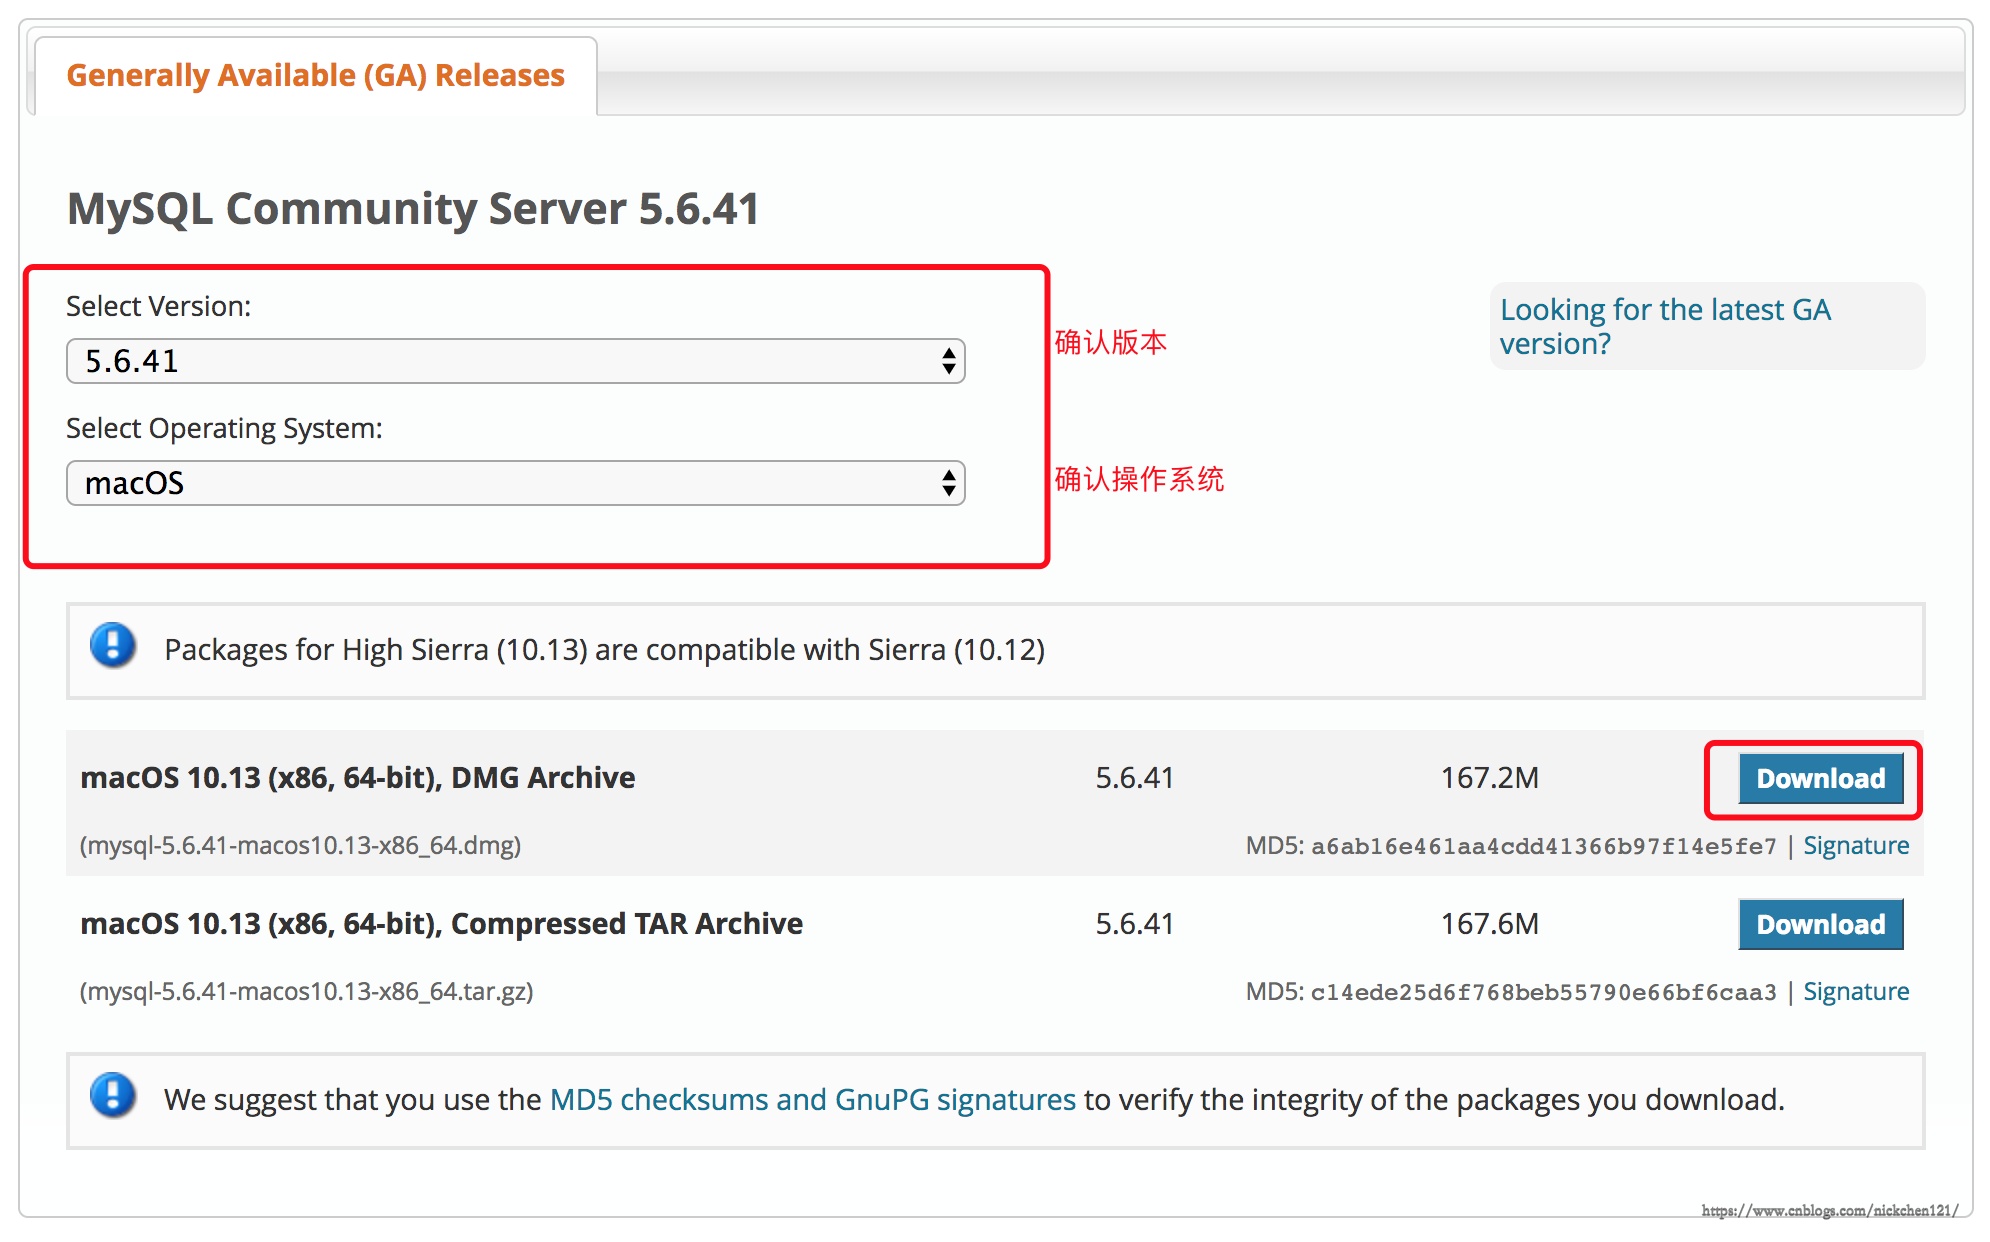 Generally Available (GA) Releases
MySQL Community Server 5.6.41
Select Version:
5.6.41
确认版本
Looking for the latest GA
version?
Select Operating System:
macOS
确认操作系统
Packages for High Sierra (10.13) are compatible with Sierra (10.12)
macOS 10.13 (x86, 64-bit), DMG Archive 5.6.41 167.2M Download
(mysql-5.6.41-macos10.13-x86_64.dmg) MD5: a6ab16e461aa4cdd41366b97f14e5fe7 | Signature
macOS 10.13 (x86, 64-bit), Compressed TAR Archive 5.6.41 167.6M Download
(mysql-5.6.41-macos10.13-x86_64.tar.gz) MD5: c14ede25d6f768beb55790e66bf6caa3 | Signature
We suggest that you use the MD5 checksums and GnuPG signatures to verify the integrity of the packages you download.
https://www.cnblogs.com/nickchen121/